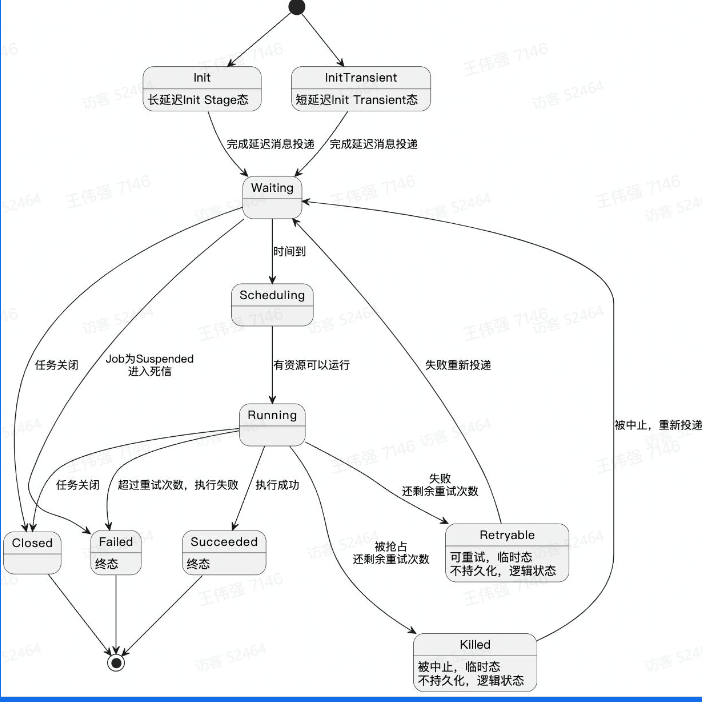 Init
长延迟Init Stage态
InitTransient
短延迟Init Transient态
完成延迟消息投递
完成延迟消息投递
Waiting
时间到
Scheduling
任务关闭
Job为Suspended
进入死信
有资源可以运行
失败重新投递
Running
被中止，重新投递
任务关闭
超过重试次数，执行失败
执行成功
失败
还剩余重试次数
Closed
Failed
终态
Succeeded
终态
被抢占
还剩余重试次数
Retryable
可重试，临时态
不持久化，逻辑状态
Killed
被中止，临时态
不持久化，逻辑状态
王伟强 7146
访客 S2464